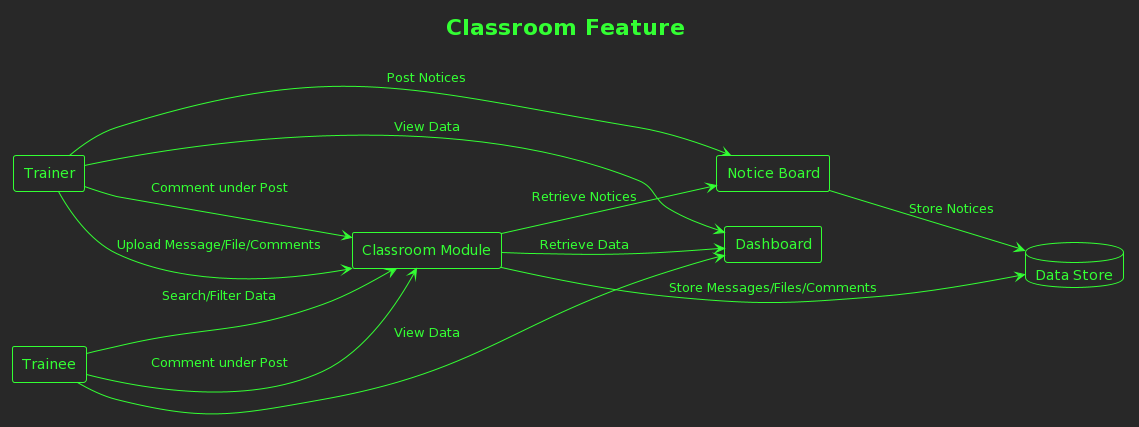 Classroom Feature
Post Notices
View Data
Trainer
Notice Board
Comment under Post
Retrieve Notices
Store Notices
Upload Message/File/Comments
Classroom Module
Retrieve Data
Dashboard
Data Store
Search/Filter Data
Store Messages/Files/Comments
View Data
Trainee
Comment under Post